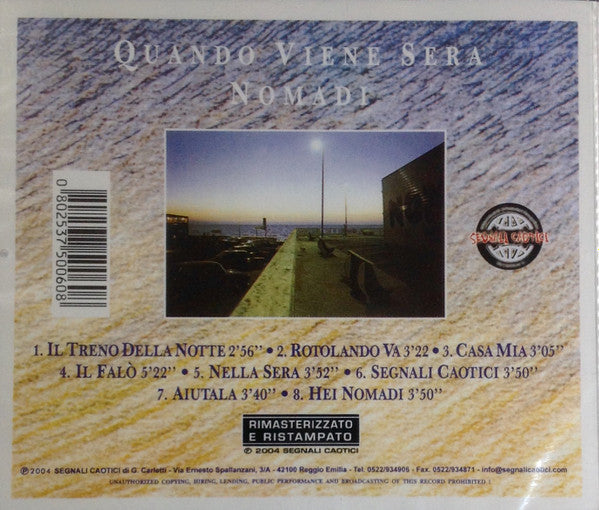 QUANDO VIENE SERA
NOMADI
0802537500608
SEGNALI CAOTICI
1. IL TRENO DELLA NOTTE 2'56'' • 2. ROTOLANDO VA 3'22 • 3. CASA MIA 3'05''
4. IL FALÒ 5'22'' • 5. NELLA SERA 3'52'' • 6. SEGNALI CAOTICI 3'50''
7. AIUTALA 3'40'' • 8. HEI NOMADI 3'50''
RIMASTERIZZATO
E RISTAMPATO
℗ 2004 SEGNALI CAOTICI
℗©2004 SEGNALI CAOTICI di G. Carletti - Via Ernesto Spallanzani, 3/A - 42100 Reggio Emilia - Tel. 0522/934905 - Fax. 0522/934871 - info@segnalicaotici.com
UNAUTHORIZED COPYING, HIRING, LENDING, PUBLIC PERFORMANCE AND BROADCASTING OF THIS RECORD PROHIBITED !